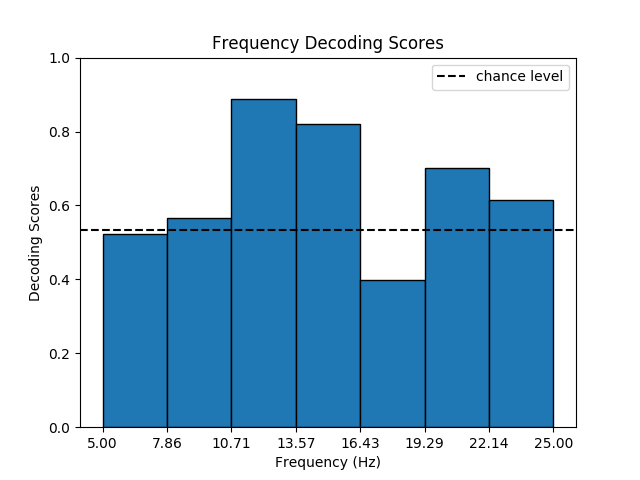 Frequency Decoding Scores
chance level
1.0
0.8
0.6
0.4
0.2
0.0
Decoding Scores
5.00 7.86 10.71 13.57 16.43 19.29 22.14 25.00
Frequency (Hz)